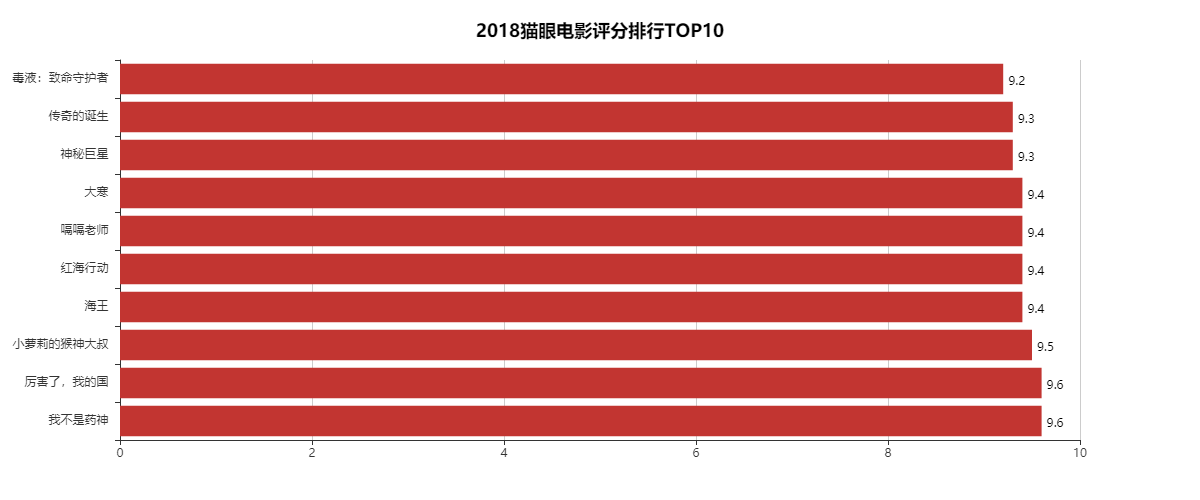 2018猫眼电影评分排行TOP10
毒液：致命守护者 9.2
传奇的诞生 9.3
神秘巨星 9.3
大寒 9.4
嗝嗝老师 9.4
红海行动 9.4
海王 9.4
小萝莉的猴神大叔 9.5
厉害了，我的国 9.6
我不是药神 9.6
0 2 4 6 8 10